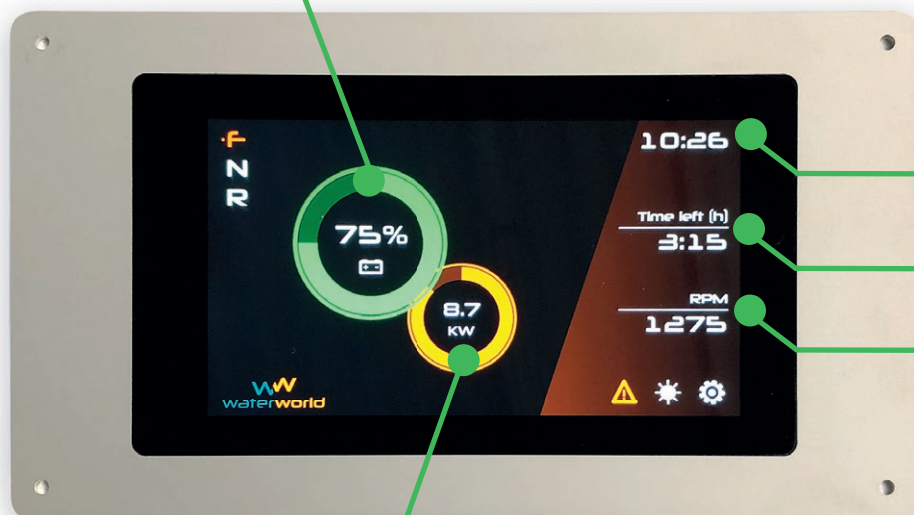 F
N
R
75%
8.7
KW
10:26
Time left (h)
3:15
RPM
1275
waterworld